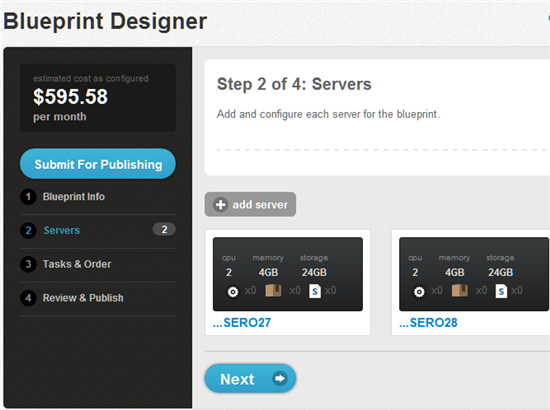 Blueprint Designer
estimated cost as configured
$595.58
per month
Submit For Publishing
1 Blueprint Info
2 Servers 2
3 Tasks & Order
4 Review & Publish
Step 2 of 4: Servers
Add and configure each server for the blueprint.
add server
cpu memory storage
2 4GB 24GB
x0 x0 S x0
...SERO27
cpu memory storage
2 4GB 24GB
x0 x0 S x0
...SERO28
Next